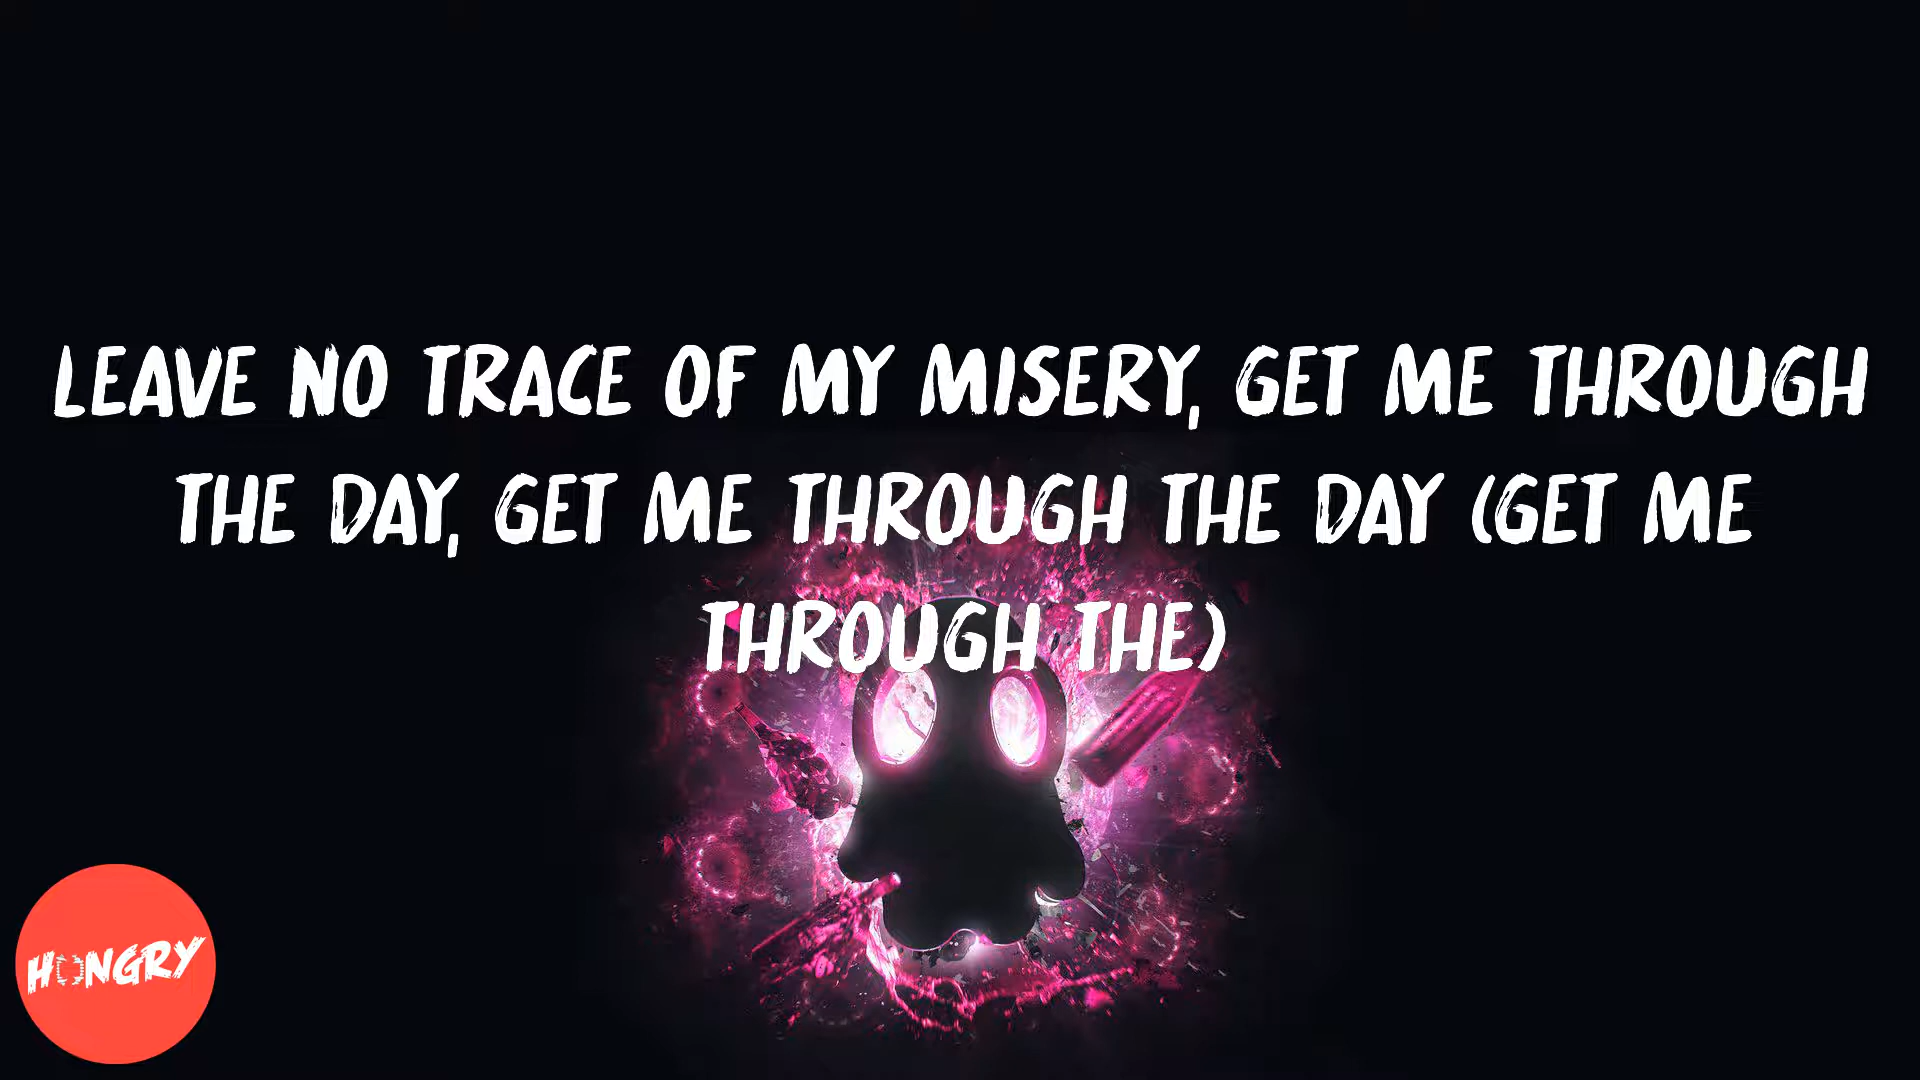 LEAVE NO TRACE OF MY MISERY, GET ME THROUGH
THE DAY, GET ME THROUGH THE DAY (GET ME
THROUGH THE)
HUNGRY